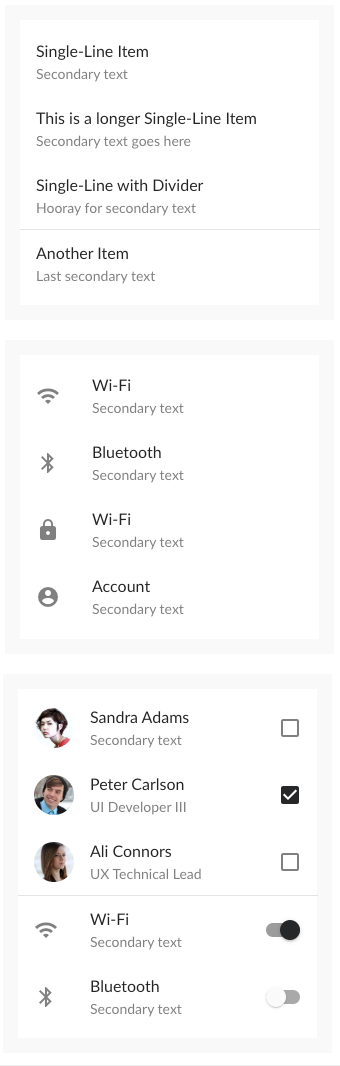 Single-Line Item
Secondary text
This is a longer Single-Line Item
Secondary text goes here
Single-Line with Divider
Hooray for secondary text
Another Item
Last secondary text
Wi-Fi
Secondary text
Bluetooth
Secondary text
Wi-Fi
Secondary text
Account
Secondary text
Sandra Adams
Secondary text
Peter Carlson
UI Developer III
Ali Connors
UX Technical Lead
Wi-Fi
Secondary text
Bluetooth
Secondary text